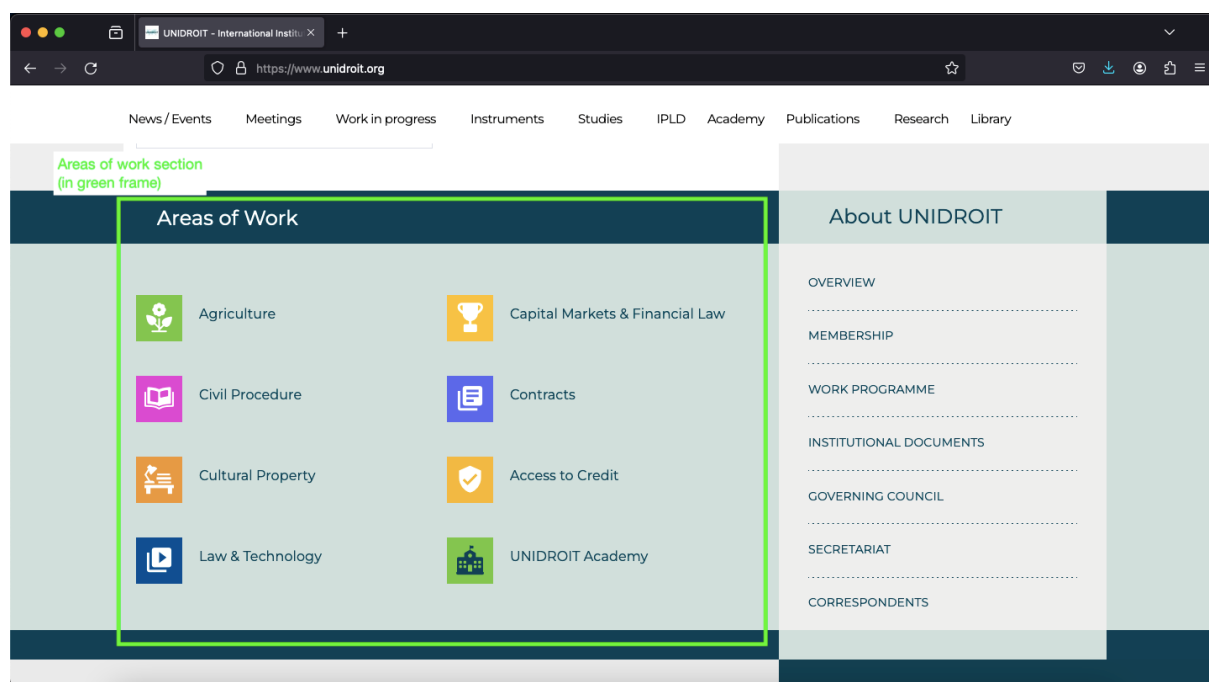 UNIDROIT - International Institu
https://www.unidroit.org
News / Events Meetings Work in progress Instruments Studies IPLD Academy Publications Research Library
Areas of work section
(in green frame)
Areas of Work
Agriculture
Capital Markets & Financial Law
Civil Procedure
Contracts
Cultural Property
Access to Credit
Law & Technology
UNIDROIT Academy
About UNIDROIT
OVERVIEW
MEMBERSHIP
WORK PROGRAMME
INSTITUTIONAL DOCUMENTS
GOVERNING COUNCIL
SECRETARIAT
CORRESPONDENTS